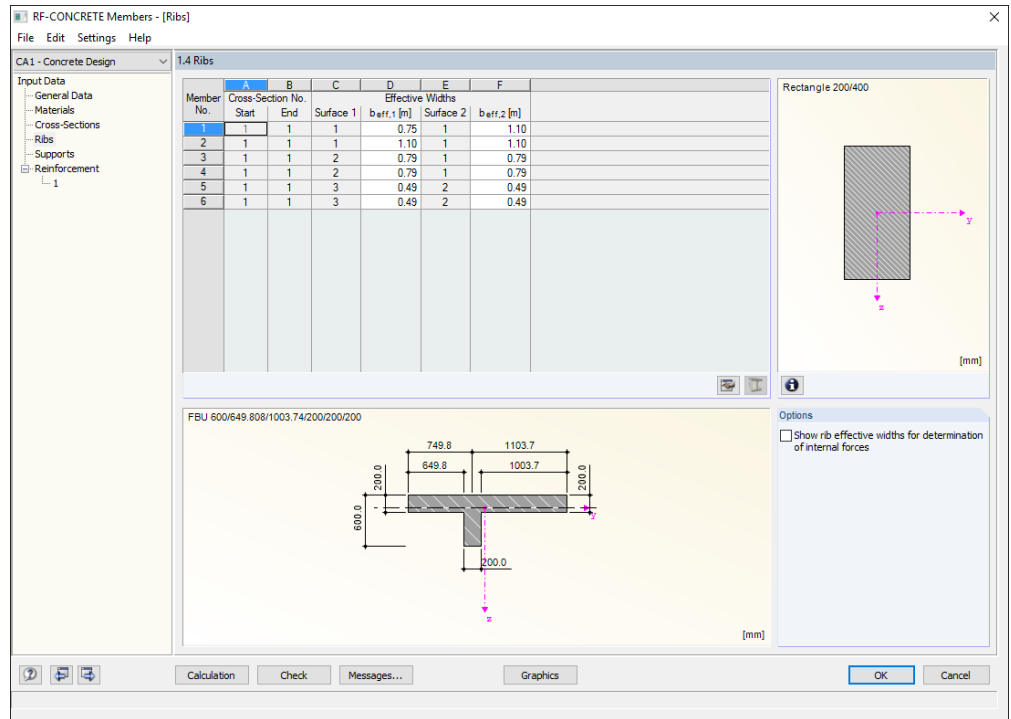 RF-CONCRETE Members - [Ribs]
File Edit Settings Help
CA1 - Concrete Design
1.4 Ribs
Input Data
General Data
Materials
Cross-Sections
Ribs
Supports
Reinforcement
1
A B C D E F
Member Cross-Section No. Effective Widths
No. Start End Surface 1 beff,1 [m] Surface 2 beff,2 [m]
1 1 1 1 0.75 1 1.10
2 1 1 1 1.10 1 1.10
3 1 1 2 0.79 1 0.79
4 1 1 2 0.79 1 0.79
5 1 1 3 0.49 2 0.49
6 1 1 3 0.49 2 0.49
Rectangle 200/400
y
z
[mm]
FBU 600/649.808/1003.74/200/200/200
749.8 1103.7
649.8 1003.7
200.0 200.0
600.0
y
200.0
z
[mm]
Options
Show rib effective widths for determination
of internal forces
Calculation Check Messages... Graphics OK Cancel